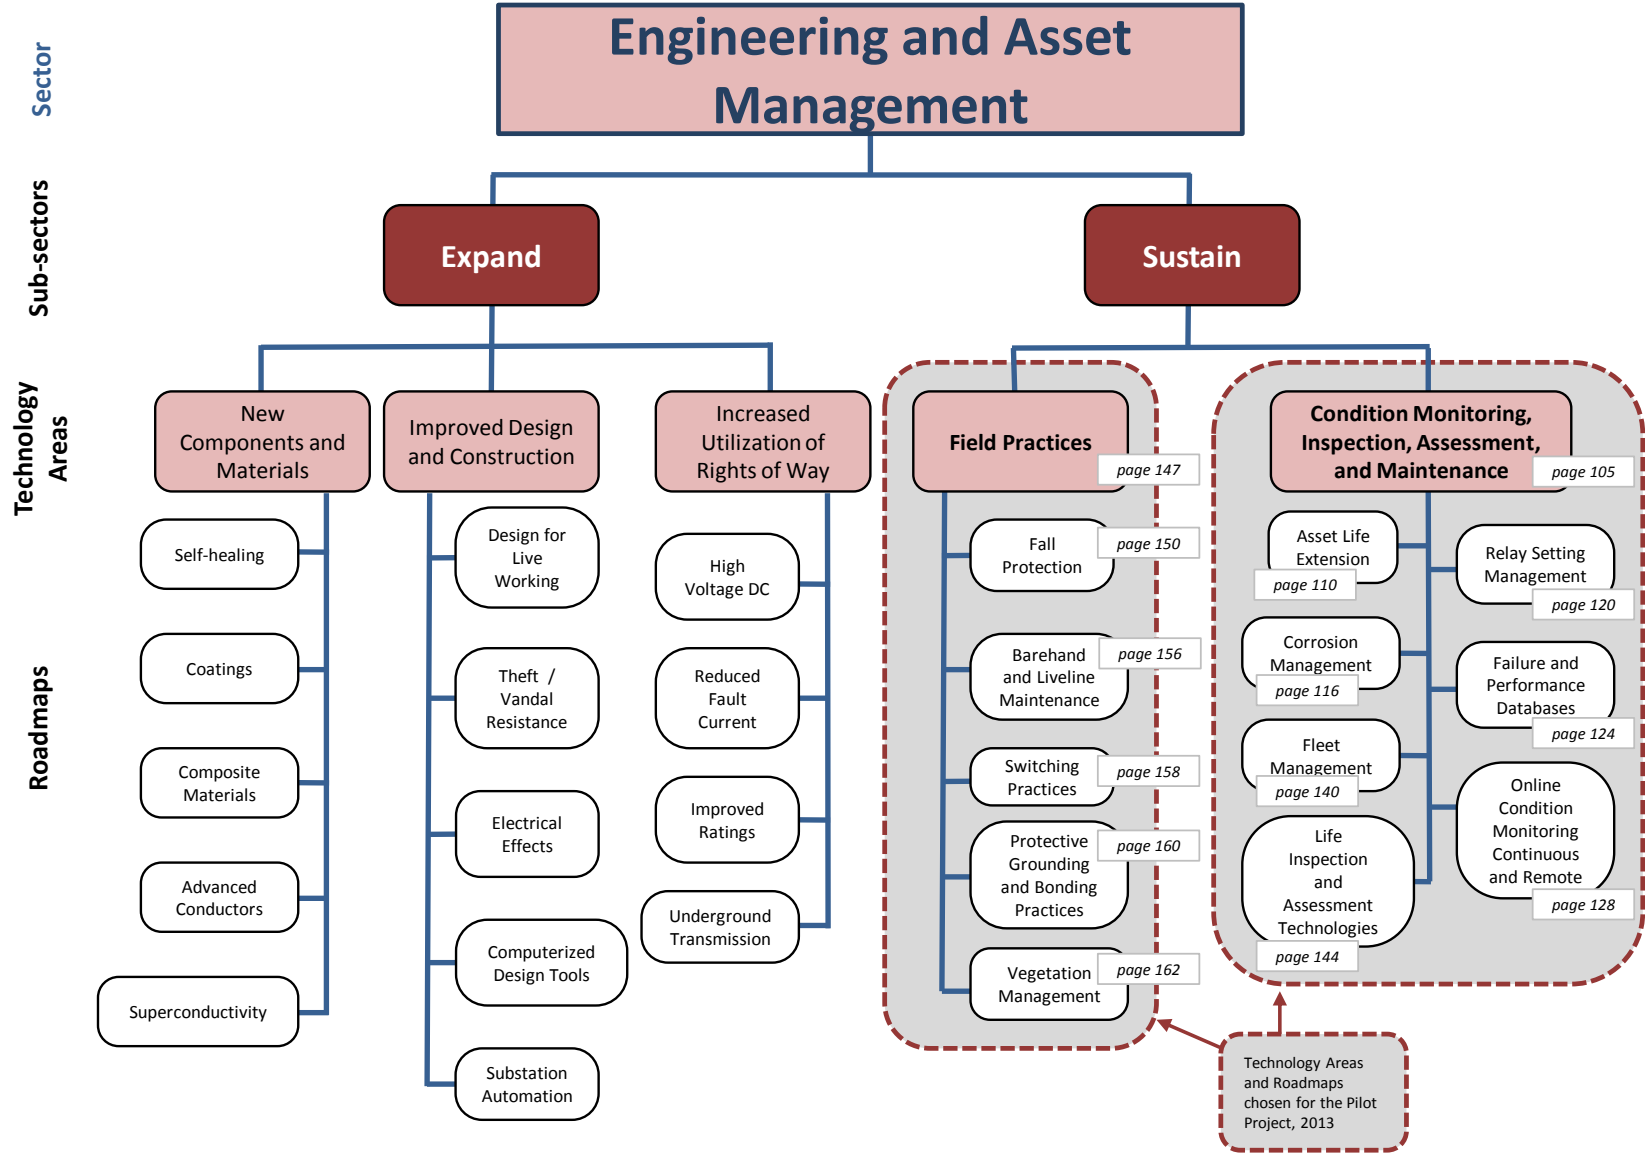 Sector
Engineering and Asset
Management
Sub-sectors
Expand
Sustain
Technology
Areas
New
Components and
Materials
Improved Design
and Construction
Increased
Utilization of
Rights of Way
Field Practices
page 147
Condition Monitoring,
Inspection, Assessment,
and Maintenance
page 105
Roadmaps
Self-healing
Coatings
Composite
Materials
Advanced
Conductors
Superconductivity
Design for
Live
Working
Theft /
Vandal
Resistance
Electrical
Effects
Computerized
Design Tools
Substation
Automation
High
Voltage DC
Reduced
Fault
Current
Improved
Ratings
Underground
Transmission
Fall
Protection
page 150
Barehand
and Liveline
Maintenance
page 156
Switching
Practices
page 158
Protective
Grounding
and Bonding
Practices
page 160
Vegetation
Management
page 162
Asset Life
Extension
page 110
Corrosion
Management
page 116
Fleet
Management
page 140
Life
Inspection
and
Assessment
Technologies
page 144
Relay Setting
Management
page 120
Failure and
Performance
Databases
page 124
Online
Condition
Monitoring
Continuous
and Remote
page 128
Technology Areas
and Roadmaps
chosen for the Pilot
Project, 2013